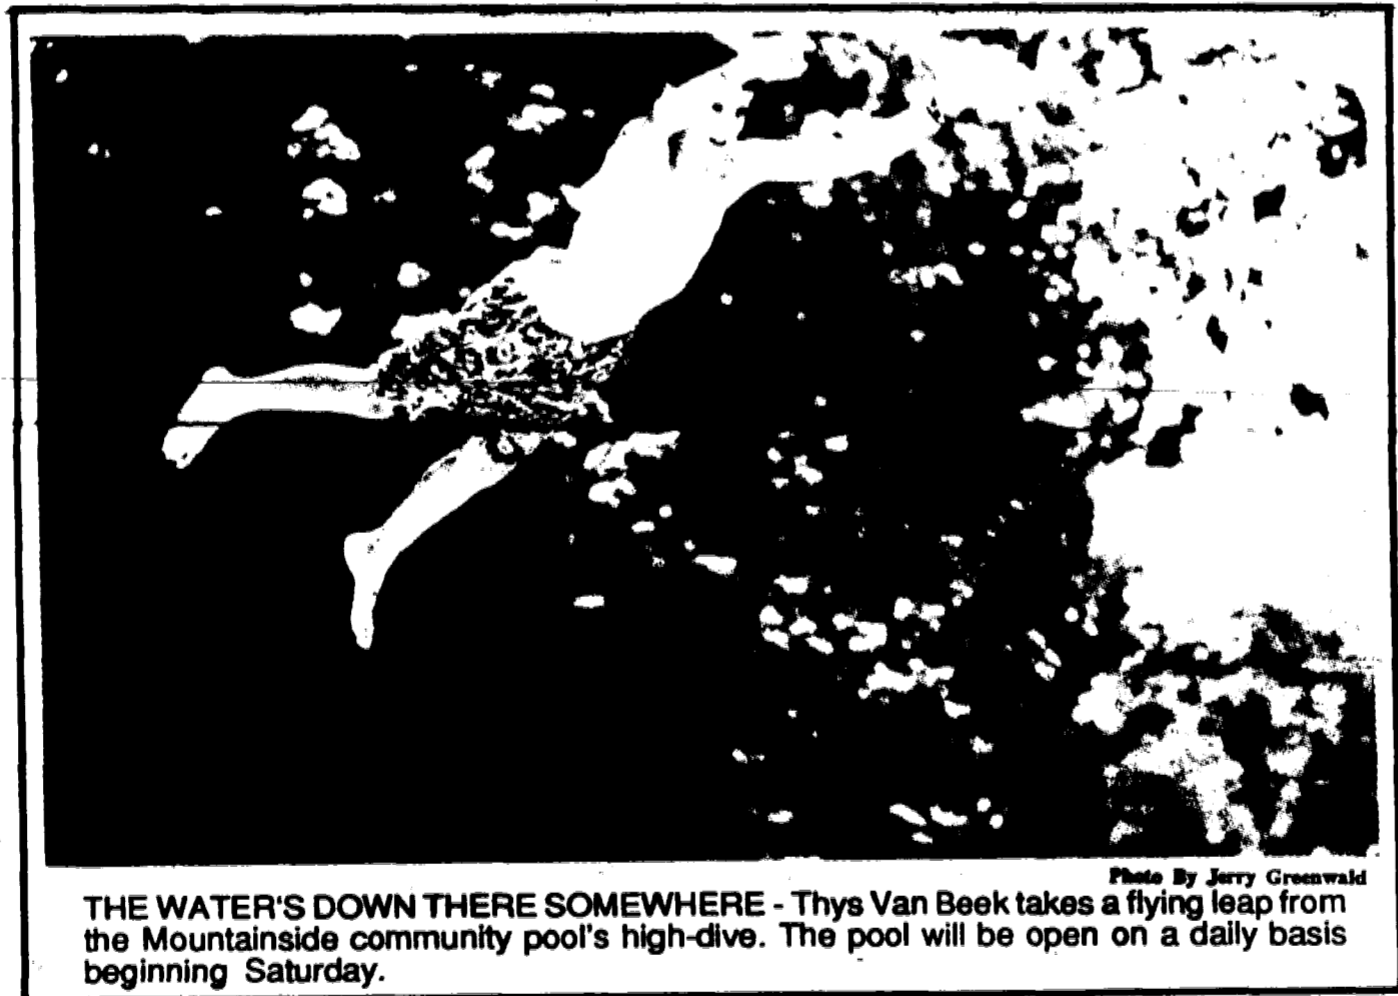 Photo By Jerry Greenwald
THE WATER'S DOWN THERE SOMEWHERE - Thys Van Beek takes a flying leap from
the Mountainside community pool's high-dive. The pool will be open on a daily basis
beginning Saturday.